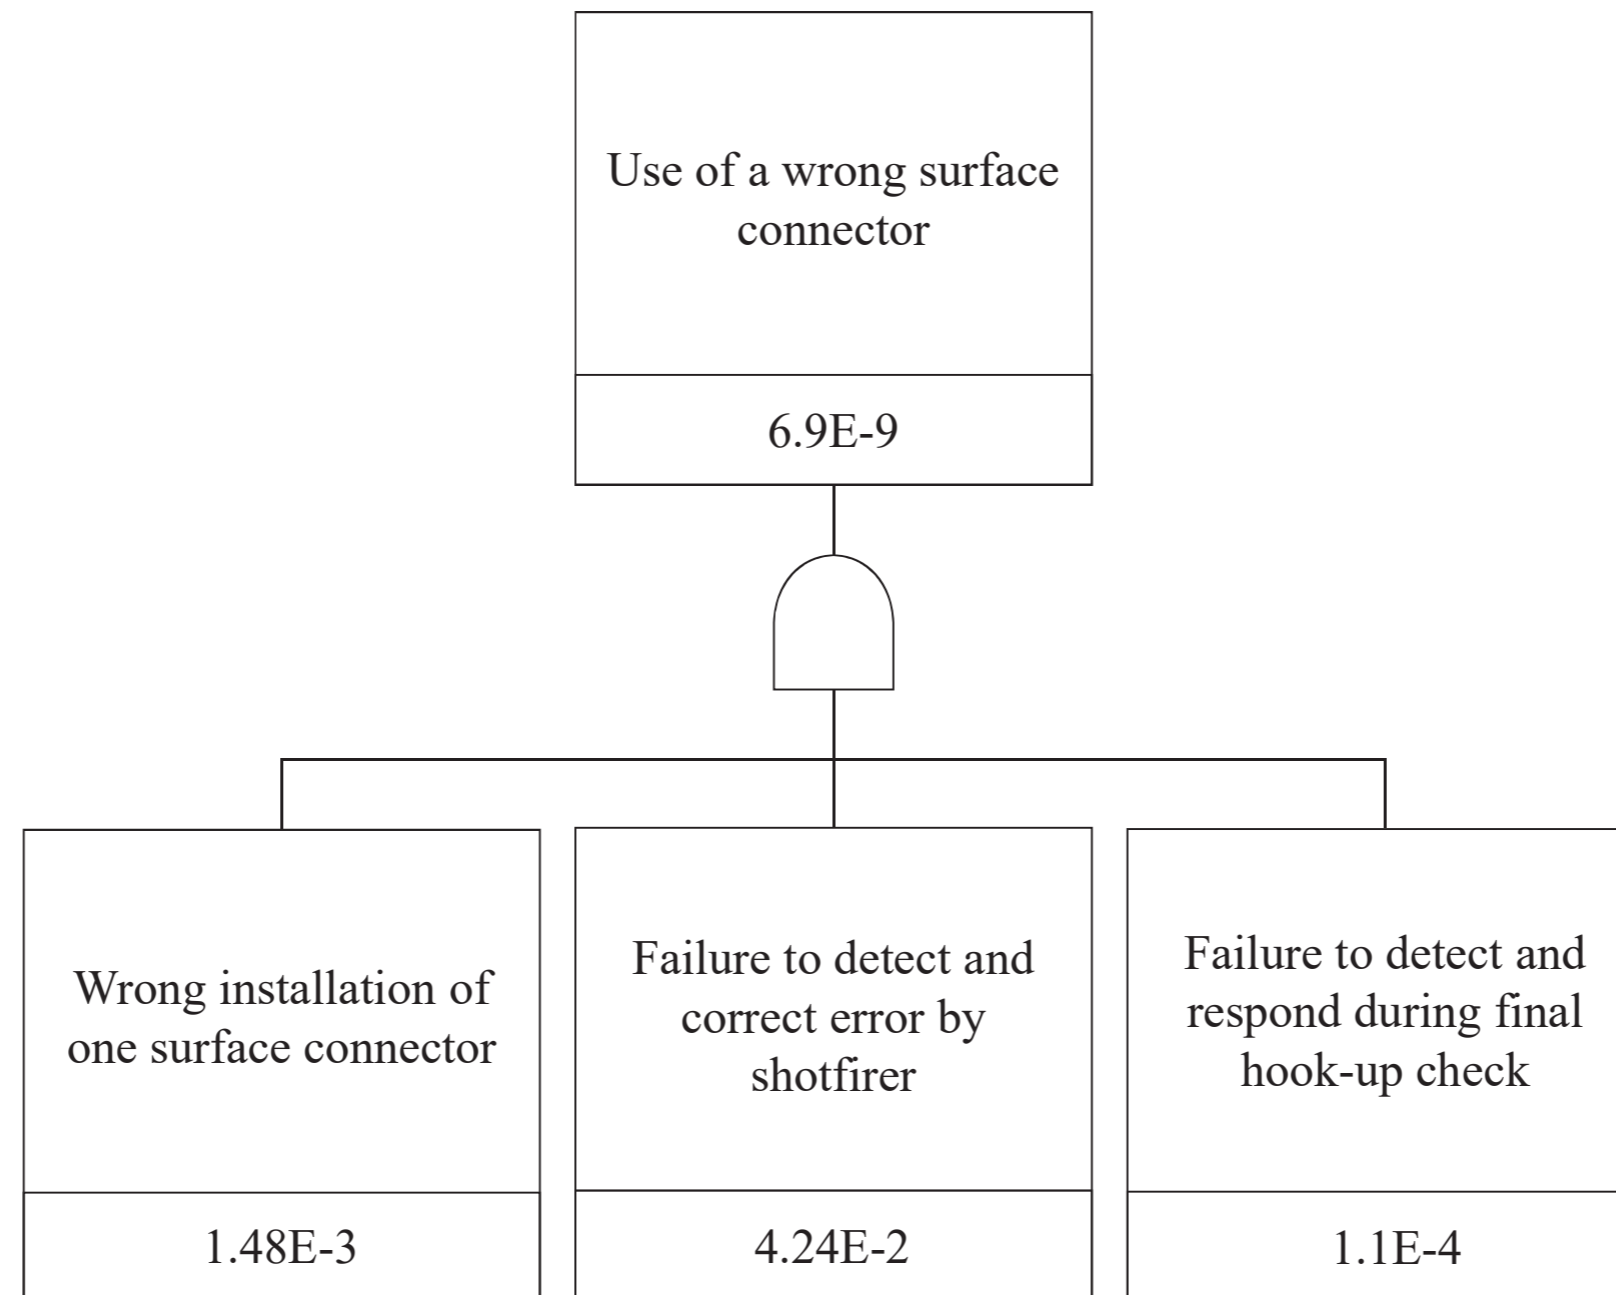 Use of a wrong surface
connector
6.9E-9
Wrong installation of
one surface connector
1.48E-3
Failure to detect and
correct error by
shotfirer
4.24E-2
Failure to detect and
respond during final
hook-up check
1.1E-4